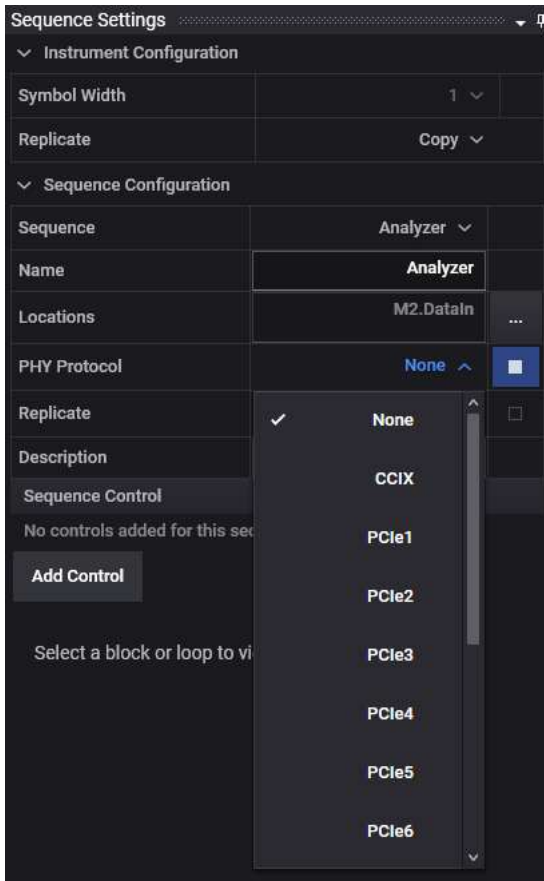 Sequence Settings
Instrument Configuration
Symbol Width 1
Replicate Copy
Sequence Configuration
Sequence Analyzer
Name Analyzer
Locations M2.DataIn ...
PHY Protocol None
Replicate None
Description CCIX
Sequence Control
No controls added for this sec
PCIe1
Add Control
PCIe2
Select a block or loop to vi PCIe3
PCIe4
PCIe5
PCIe6